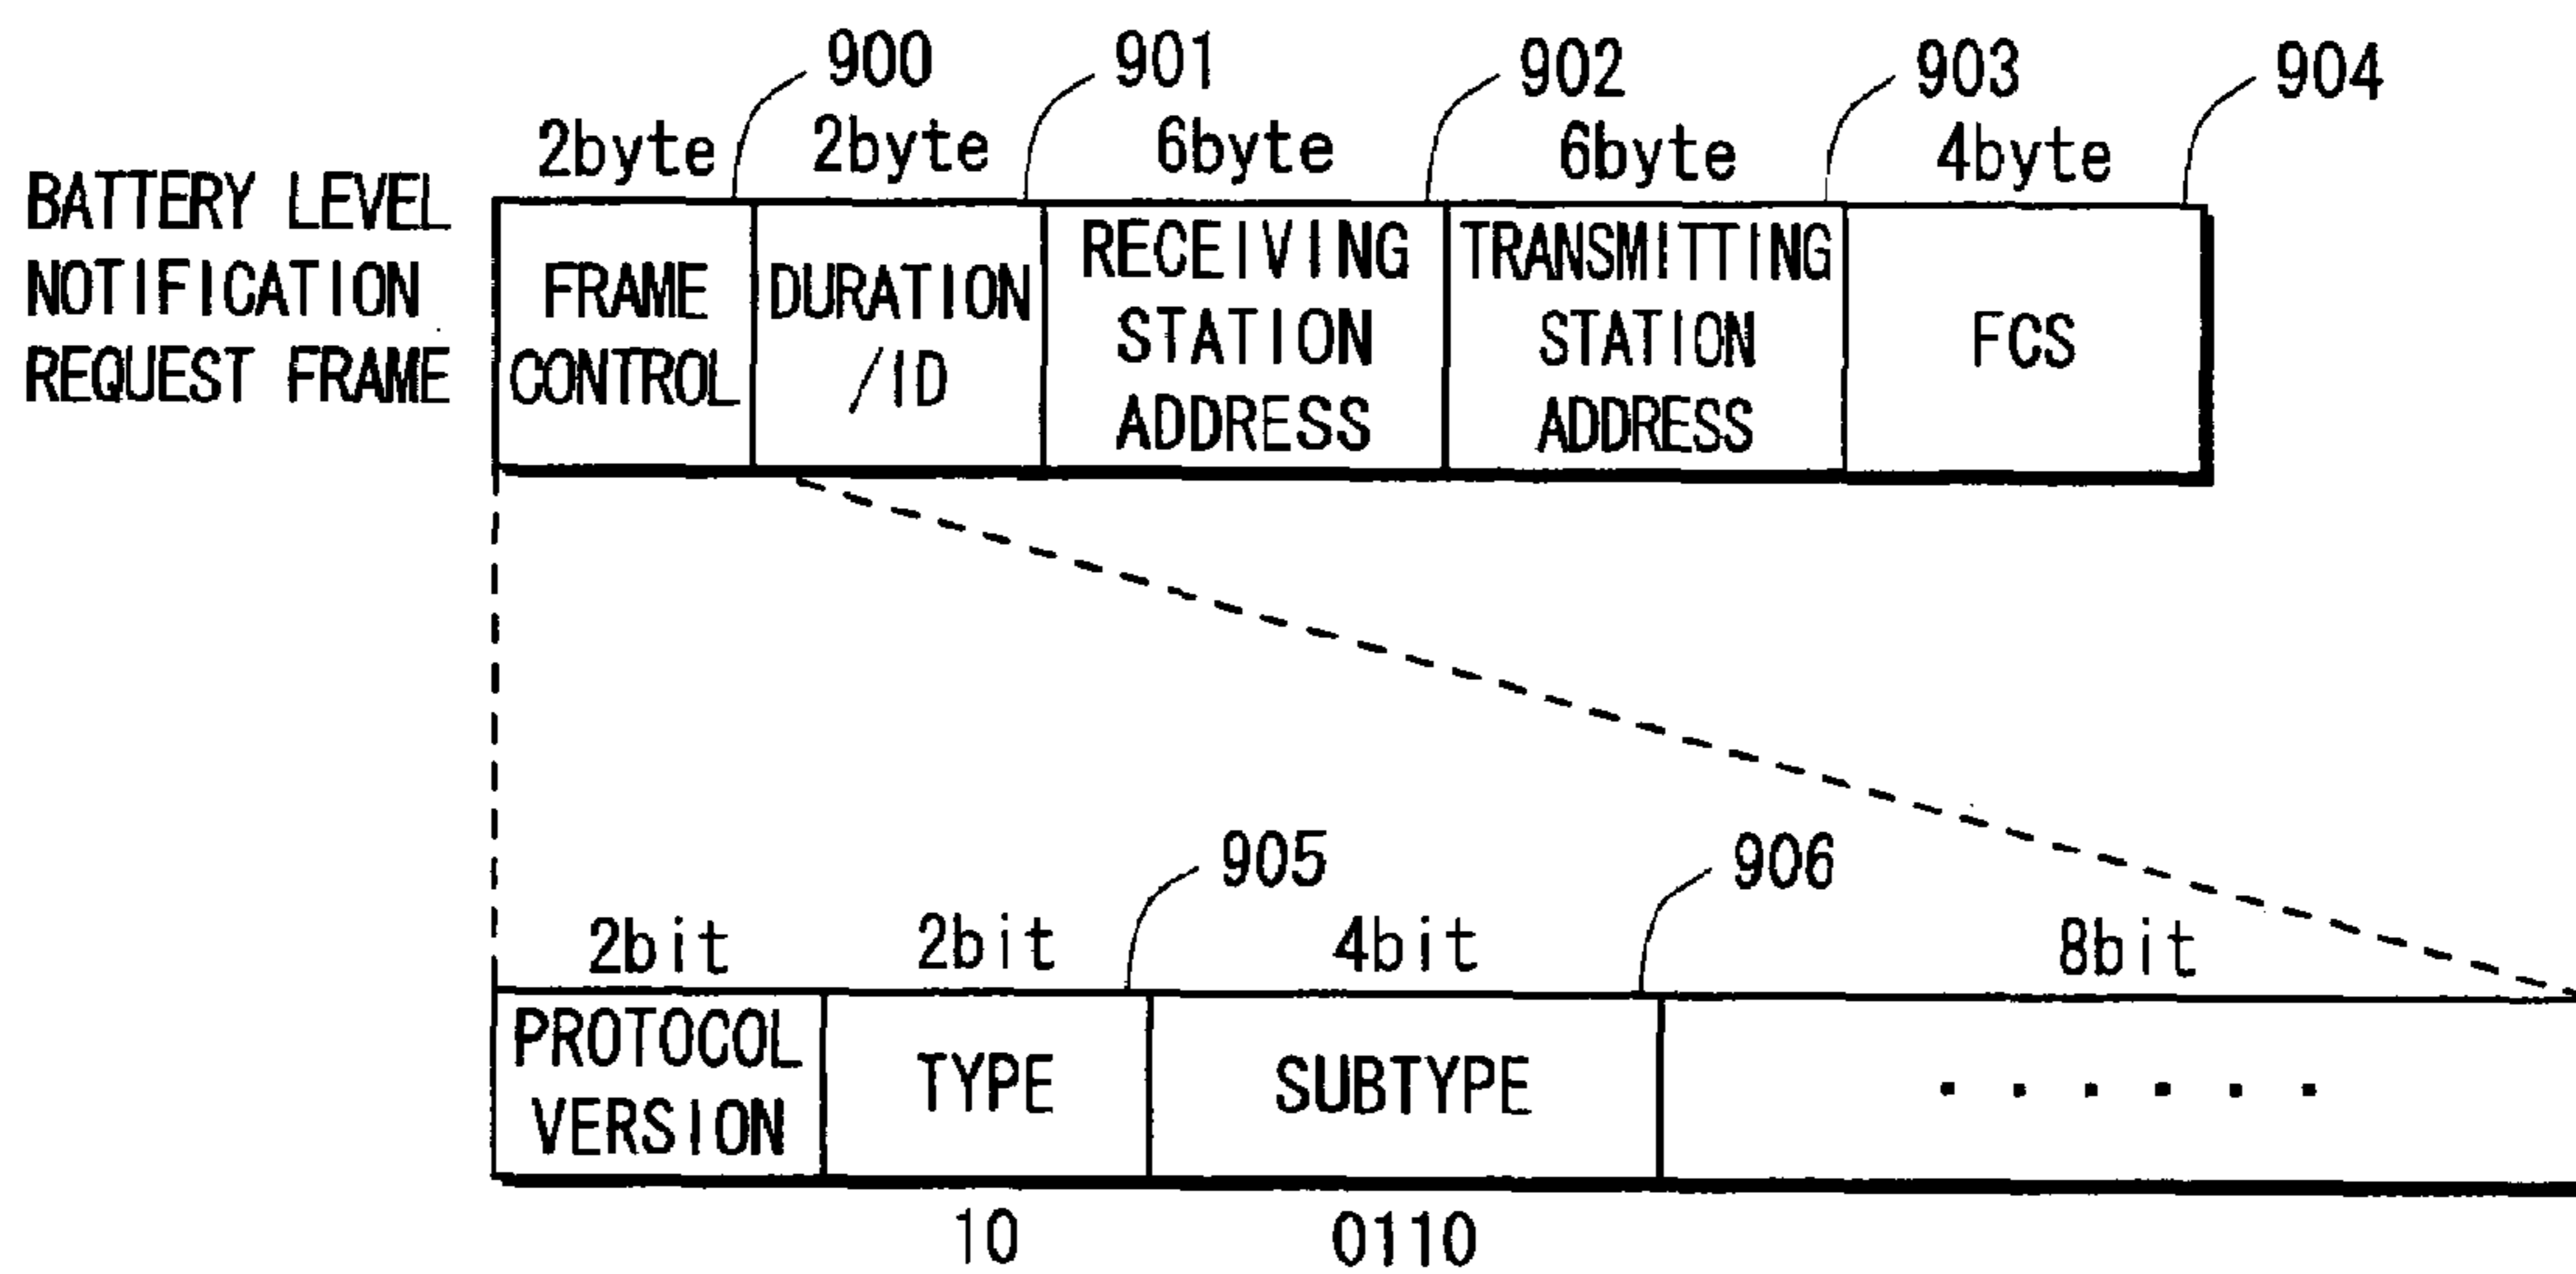 900 901 902 903 904
2byte 2byte 6byte 6byte 4byte
BATTERY LEVEL
NOTIFICATION
REQUEST FRAME
FRAME
CONTROL
DURATION
/ID
RECEIVING
STATION
ADDRESS
TRANSMITTING
STATION
ADDRESS
FCS
905 906
2bit 2bit 4bit 8bit
PROTOCOL
VERSION
TYPE
SUBTYPE
. . . . . .
10 0110